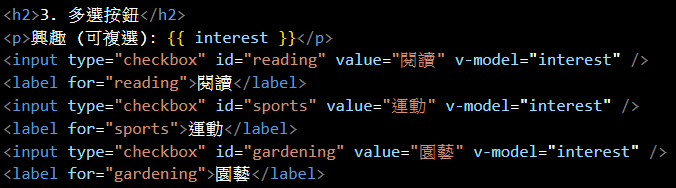 <h2>3. 多選按鈕</h2>
<p>興趣 (可複選): {{ interest }}</p>
<input type="checkbox" id="reading" value="閱讀" v-model="interest" />
<label for="reading">閱讀</label>
<input type="checkbox" id="sports" value="運動" v-model="interest" />
<label for="sports">運動</label>
<input type="checkbox" id="gardening" value="園藝" v-model="interest" />
<label for="gardening">園藝</label>